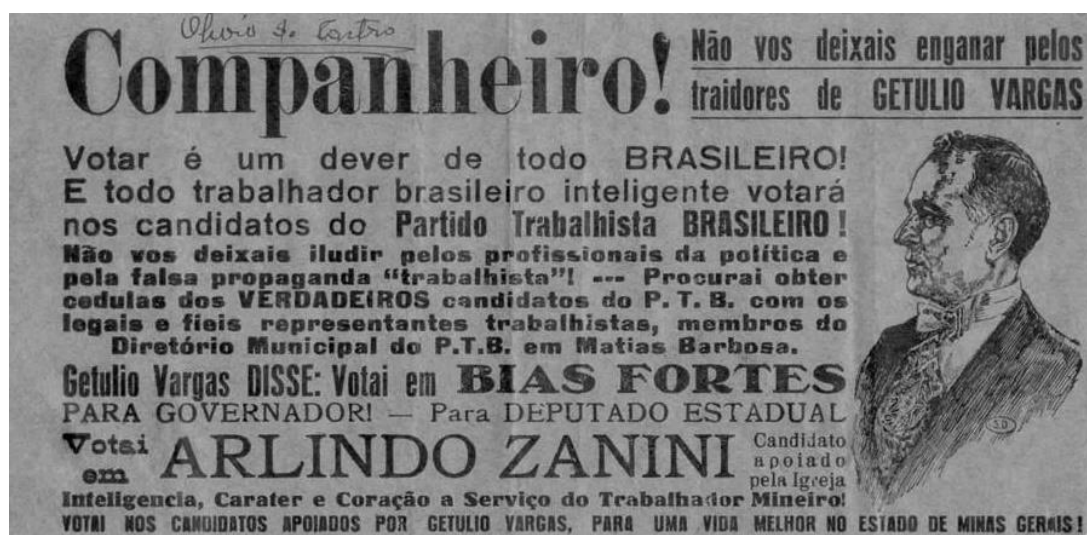 Olivio de Castro
Companheiro!
Não vos deixais enganar pelos
traidores de GETULIO VARGAS
Votar é um dever de todo BRASILEIRO!
E todo trabalhador brasileiro inteligente votará
nos candidatos do Partido Trabalhista BRASILEIRO!
Não vos deixais iludir pelos profissionais da política e
pela falsa propaganda "trabalhista"! --- Procurai obter
cedulas dos VERDADEIROS candidatos do P. T. B. com os
legais e fieis representantes trabalhistas, membros do
Diretório Municipal do P.T.B. em Matias Barbosa.
Getulio Vargas DISSE: Votai em BIAS FORTES
PARA GOVERNADOR! — Para DEPUTADO ESTADUAL
Votai em ARLINDO ZANINI
Candidato
apoiado
pela Igreja
Inteligencia, Carater e Coração a Serviço do Trabalhador Mineiro!
VOTAI NOS CANDIDATOS APOIADOS POR GETULIO VARGAS, PARA UMA VIDA MELHOR NO ESTADO DE MINAS GERAIS!